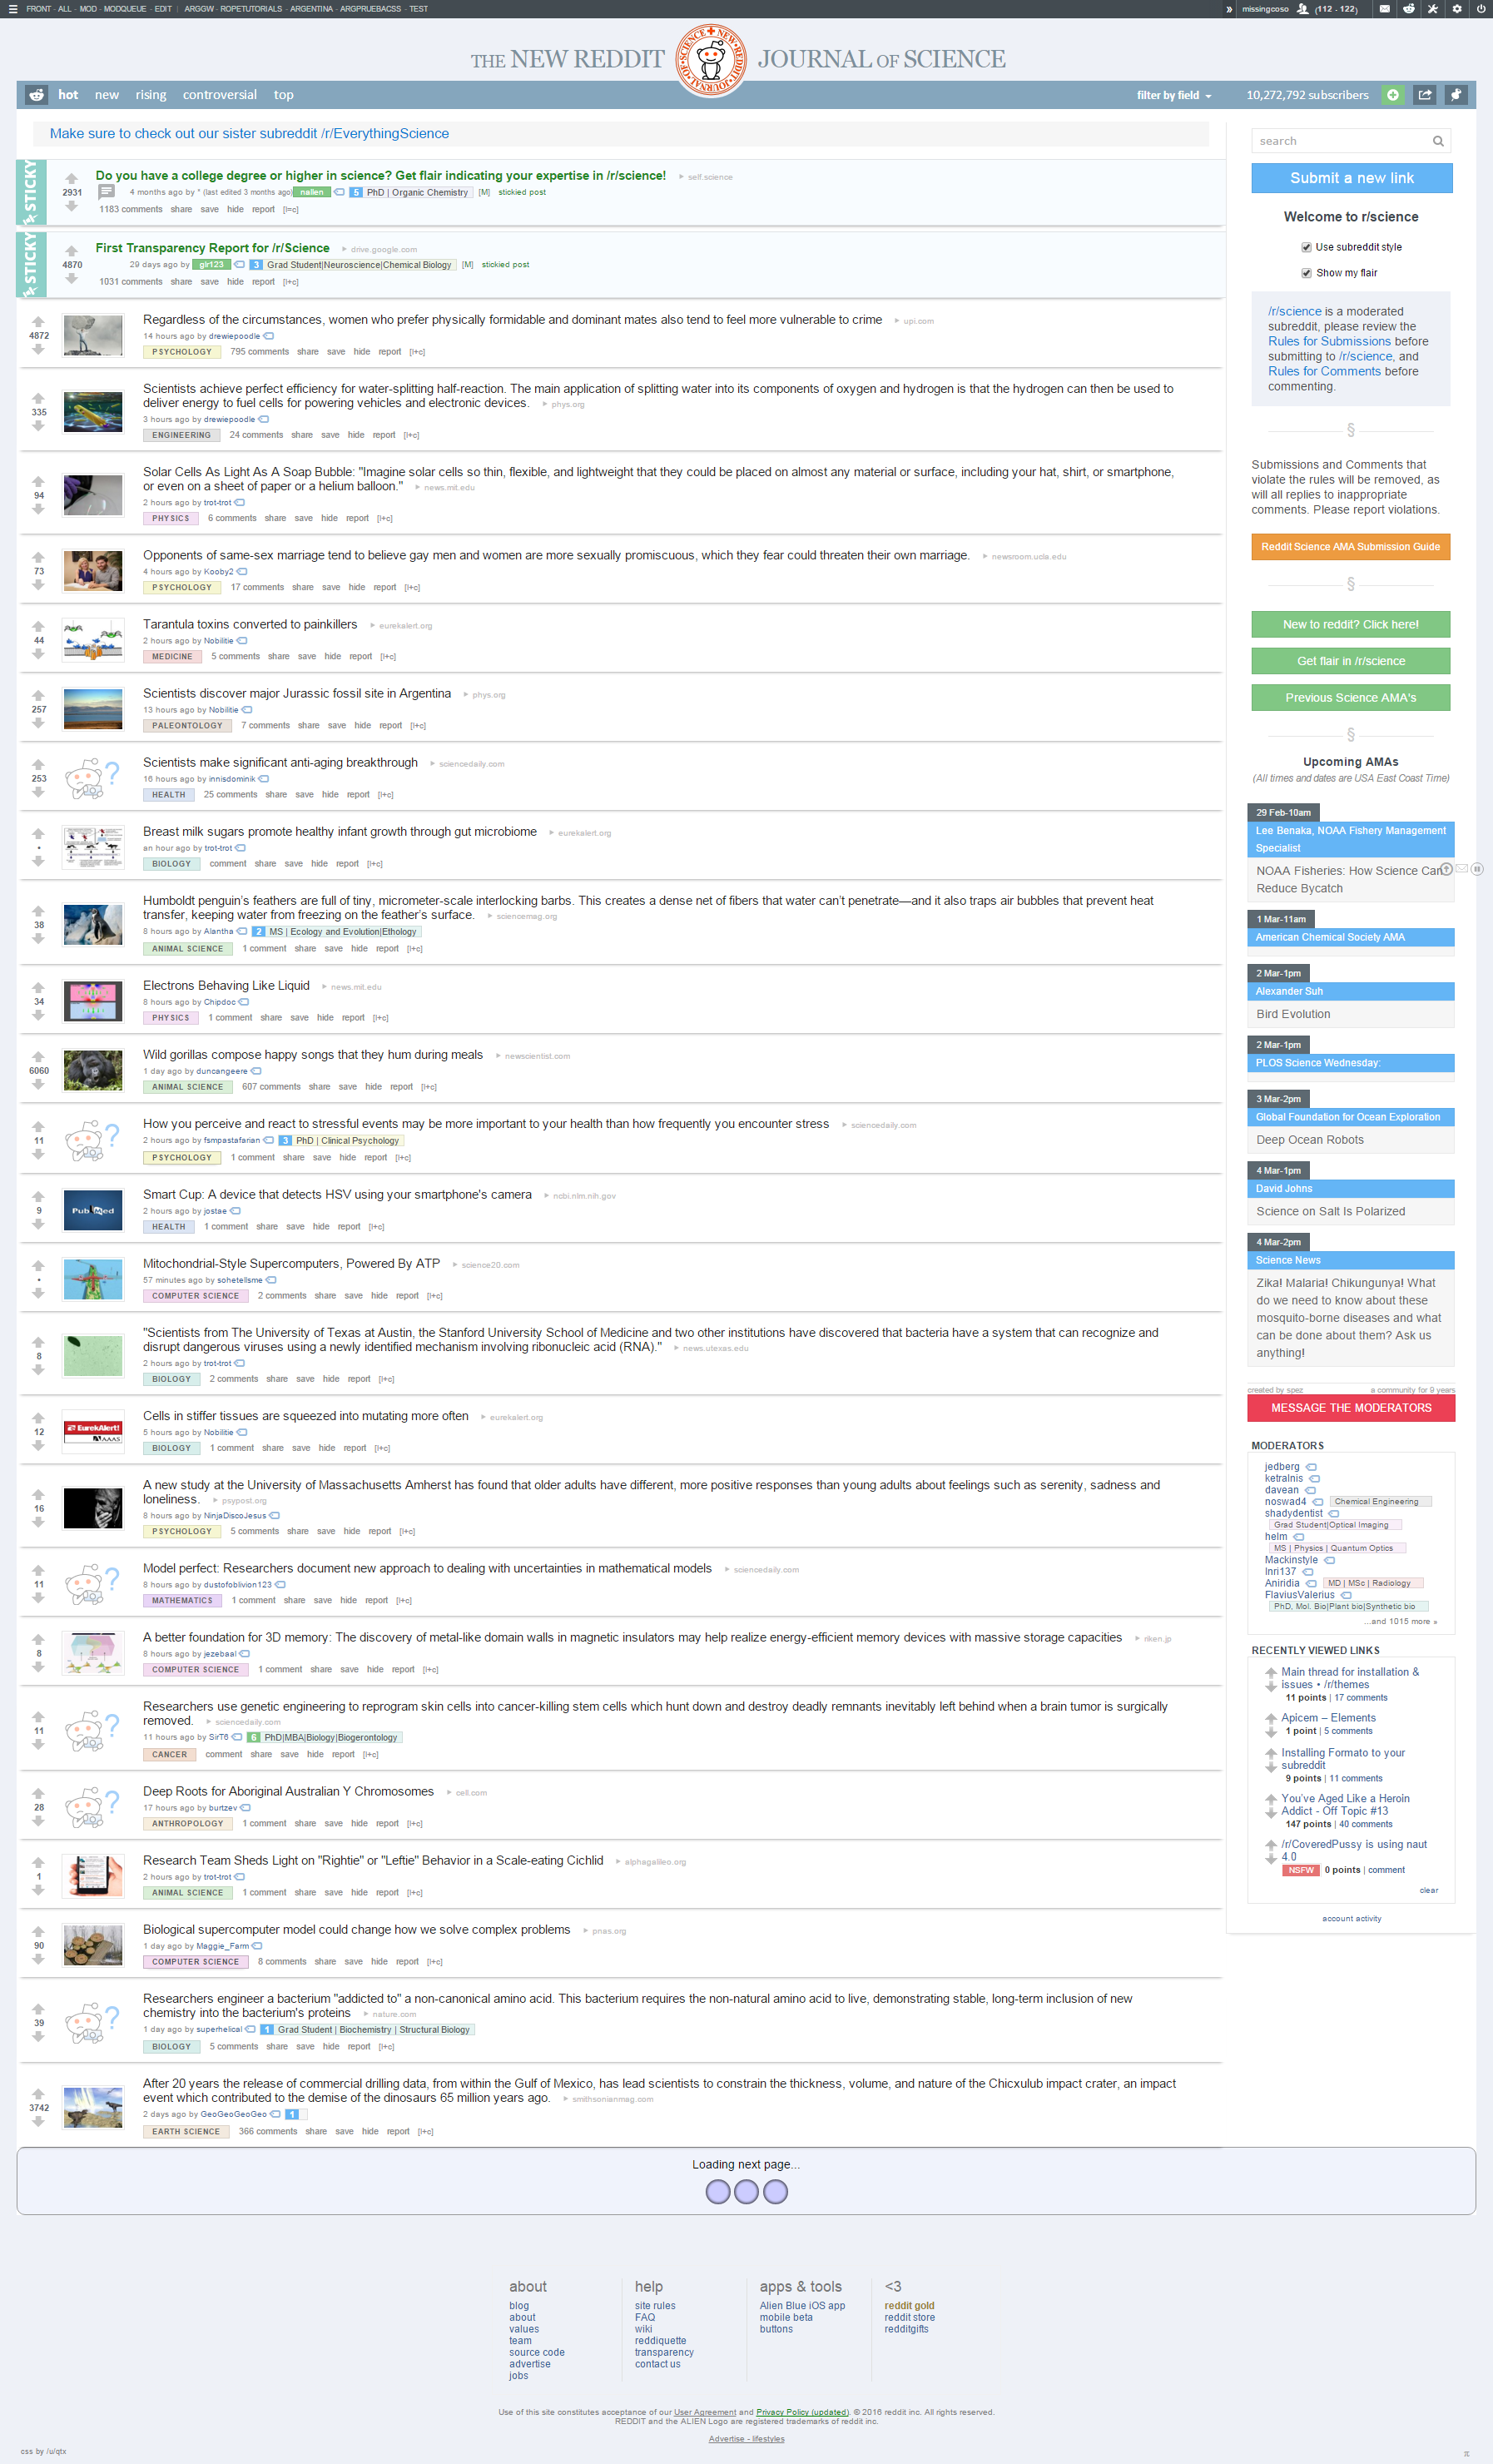 FRONT - ALL - MOD - MODQUEUE - EDIT | ARGGW - ROPETUTORIALS - ARGENTINA - ARGPRUEBACSS - TEST
» missingcoso (112 - 122)
THE NEW REDDIT JOURNAL OF SCIENCE
hot new rising controversial top
filter by field 10,272,792 subscribers
Make sure to check out our sister subreddit /r/EverythingScience
STICKY
2931
Do you have a college degree or higher in science? Get flair indicating your expertise in /r/science! self.science
4 months ago by * (last edited 3 months ago) nallen 5 PhD | Organic Chemistry [M] stickied post
1183 comments share save hide report [l=c]
STICKY
4870
First Transparency Report for /r/Science drive.google.com
29 days ago by glr123 3 Grad Student|Neuroscience|Chemical Biology [M] stickied post
1031 comments share save hide report [l+c]
4872
Regardless of the circumstances, women who prefer physically formidable and dominant mates also tend to feel more vulnerable to crime upi.com
14 hours ago by drewiepoodle
PSYCHOLOGY 795 comments share save hide report [l+c]
335
Scientists achieve perfect efficiency for water-splitting half-reaction. The main application of splitting water into its components of oxygen and hydrogen is that the hydrogen can then be used to
deliver energy to fuel cells for powering vehicles and electronic devices. phys.org
3 hours ago by drewiepoodle
ENGINEERING 24 comments share save hide report [l+c]
94
Solar Cells As Light As A Soap Bubble: "Imagine solar cells so thin, flexible, and lightweight that they could be placed on almost any material or surface, including your hat, shirt, or smartphone,
or even on a sheet of paper or a helium balloon." news.mit.edu
2 hours ago by trot-trot
PHYSICS 6 comments share save hide report [l+c]
73
Opponents of same-sex marriage tend to believe gay men and women are more sexually promiscuous, which they fear could threaten their own marriage. newsroom.ucla.edu
4 hours ago by Kooby2
PSYCHOLOGY 17 comments share save hide report [l+c]
44
Tarantula toxins converted to painkillers eurekalert.org
2 hours ago by Nobilitie
MEDICINE 5 comments share save hide report [l+c]
257
Scientists discover major Jurassic fossil site in Argentina phys.org
13 hours ago by Nobilitie
PALEONTOLOGY 7 comments share save hide report [l+c]
253
Scientists make significant anti-aging breakthrough sciencedaily.com
16 hours ago by innisdominik
HEALTH 25 comments share save hide report [l+c]
•
Breast milk sugars promote healthy infant growth through gut microbiome eurekalert.org
an hour ago by trot-trot
BIOLOGY comment share save hide report [l+c]
38
Humboldt penguin's feathers are full of tiny, micrometer-scale interlocking barbs. This creates a dense net of fibers that water can't penetrate—and it also traps air bubbles that prevent heat
transfer, keeping water from freezing on the feather's surface. sciencemag.org
8 hours ago by Alantha 2 MS | Ecology and Evolution|Ethology
ANIMAL SCIENCE 1 comment share save hide report [l+c]
34
Electrons Behaving Like Liquid news.mit.edu
8 hours ago by Chipdoc
PHYSICS 1 comment share save hide report [l+c]
6060
Wild gorillas compose happy songs that they hum during meals newscientist.com
1 day ago by duncangeere
ANIMAL SCIENCE 607 comments share save hide report [l+c]
11
How you perceive and react to stressful events may be more important to your health than how frequently you encounter stress sciencedaily.com
2 hours ago by fsmpastafarian 3 PhD | Clinical Psychology
PSYCHOLOGY 1 comment share save hide report [l+c]
9
PubMed
Smart Cup: A device that detects HSV using your smartphone's camera ncbi.nlm.nih.gov
2 hours ago by jostae
HEALTH 1 comment share save hide report [l+c]
•
Mitochondrial-Style Supercomputers, Powered By ATP science20.com
57 minutes ago by sohetellsme
COMPUTER SCIENCE 2 comments share save hide report [l+c]
8
"Scientists from The University of Texas at Austin, the Stanford University School of Medicine and two other institutions have discovered that bacteria have a system that can recognize and
disrupt dangerous viruses using a newly identified mechanism involving ribonucleic acid (RNA)." news.utexas.edu
2 hours ago by trot-trot
BIOLOGY 2 comments share save hide report [l+c]
12
EurekAlert!
AAAS
Cells in stiffer tissues are squeezed into mutating more often eurekalert.org
5 hours ago by Nobilitie
BIOLOGY 1 comment share save hide report [l+c]
16
A new study at the University of Massachusetts Amherst has found that older adults have different, more positive responses than young adults about feelings such as serenity, sadness and
loneliness. psypost.org
8 hours ago by NinjaDiscoJesus
PSYCHOLOGY 5 comments share save hide report [l+c]
11
Model perfect: Researchers document new approach to dealing with uncertainties in mathematical models sciencedaily.com
8 hours ago by dustofoblivion123
MATHEMATICS 1 comment share save hide report [l+c]
8
A better foundation for 3D memory: The discovery of metal-like domain walls in magnetic insulators may help realize energy-efficient memory devices with massive storage capacities riken.jp
8 hours ago by jezebaal
COMPUTER SCIENCE 1 comment share save hide report [l+c]
11
Researchers use genetic engineering to reprogram skin cells into cancer-killing stem cells which hunt down and destroy deadly remnants inevitably left behind when a brain tumor is surgically
removed. sciencedaily.com
11 hours ago by SirT6 6 PhD|MBA|Biology|Biogerontology
CANCER comment share save hide report [l+c]
28
Deep Roots for Aboriginal Australian Y Chromosomes cell.com
17 hours ago by burtzev
ANTHROPOLOGY 1 comment share save hide report [l+c]
1
Research Team Sheds Light on "Rightie" or "Leftie" Behavior in a Scale-eating Cichlid alphagalileo.org
2 hours ago by trot-trot
ANIMAL SCIENCE 1 comment share save hide report [l+c]
90
Biological supercomputer model could change how we solve complex problems pnas.org
1 day ago by Maggie_Farm
COMPUTER SCIENCE 8 comments share save hide report [l+c]
39
Researchers engineer a bacterium "addicted to" a non-canonical amino acid. This bacterium requires the non-natural amino acid to live, demonstrating stable, long-term inclusion of new
chemistry into the bacterium's proteins nature.com
1 day ago by superhelical 1 Grad Student | Biochemistry | Structural Biology
BIOLOGY 5 comments share save hide report [l+c]
3742
After 20 years the release of commercial drilling data, from within the Gulf of Mexico, has lead scientists to constrain the thickness, volume, and nature of the Chicxulub impact crater, an impact
event which contributed to the demise of the dinosaurs 65 million years ago. smithsonianmag.com
2 days ago by GeoGeoGeoGeo 1
EARTH SCIENCE 366 comments share save hide report [l+c]
Loading next page...
search
Submit a new link
Welcome to r/science
Use subreddit style
Show my flair
/r/science is a moderated
subreddit, please review the
Rules for Submissions before
submitting to /r/science, and
Rules for Comments before
commenting.
§
Submissions and Comments that
violate the rules will be removed, as
will all replies to inappropriate
comments. Please report violations.
Reddit Science AMA Submission Guide
§
New to reddit? Click here!
Get flair in /r/science
Previous Science AMA's
§
Upcoming AMAs
(All times and dates are USA East Coast Time)
29 Feb-10am
Lee Benaka, NOAA Fishery Management
Specialist
NOAA Fisheries: How Science Can
Reduce Bycatch
1 Mar-11am
American Chemical Society AMA
2 Mar-1pm
Alexander Suh
Bird Evolution
2 Mar-1pm
PLOS Science Wednesday:
3 Mar-2pm
Global Foundation for Ocean Exploration
Deep Ocean Robots
4 Mar-1pm
David Johns
Science on Salt Is Polarized
4 Mar-2pm
Science News
Zika! Malaria! Chikungunya! What
do we need to know about these
mosquito-borne diseases and what
can be done about them? Ask us
anything!
created by spez a community for 9 years
MESSAGE THE MODERATORS
MODERATORS
jedberg
ketralnis
davean
noswad4 Chemical Engineering
shadydentist
Grad Student|Optical Imaging
helm
MS | Physics | Quantum Optics
Mackinstyle
Inri137
Aniridia MD | MSc | Radiology
FlaviusValerius
PhD, Mol. Bio|Plant bio|Synthetic bio
...and 1015 more »
RECENTLY VIEWED LINKS
Main thread for installation &
issues • /r/themes
11 points | 17 comments
Apicem – Elements
1 point | 5 comments
Installing Formato to your
subreddit
9 points | 11 comments
You've Aged Like a Heroin
Addict - Off Topic #13
147 points | 40 comments
/r/CoveredPussy is using naut
4.0
NSFW 0 points | comment
clear
account activity
about
blog
about
values
team
source code
advertise
jobs
help
site rules
FAQ
wiki
reddiquette
transparency
contact us
apps & tools
Alien Blue iOS app
mobile beta
buttons
<3
reddit gold
reddit store
redditgifts
Use of this site constitutes acceptance of our User Agreement and Privacy Policy (updated). © 2016 reddit inc. All rights reserved.
REDDIT and the ALIEN Logo are registered trademarks of reddit inc.
Advertise - lifestyles
css by /u/qtx
π